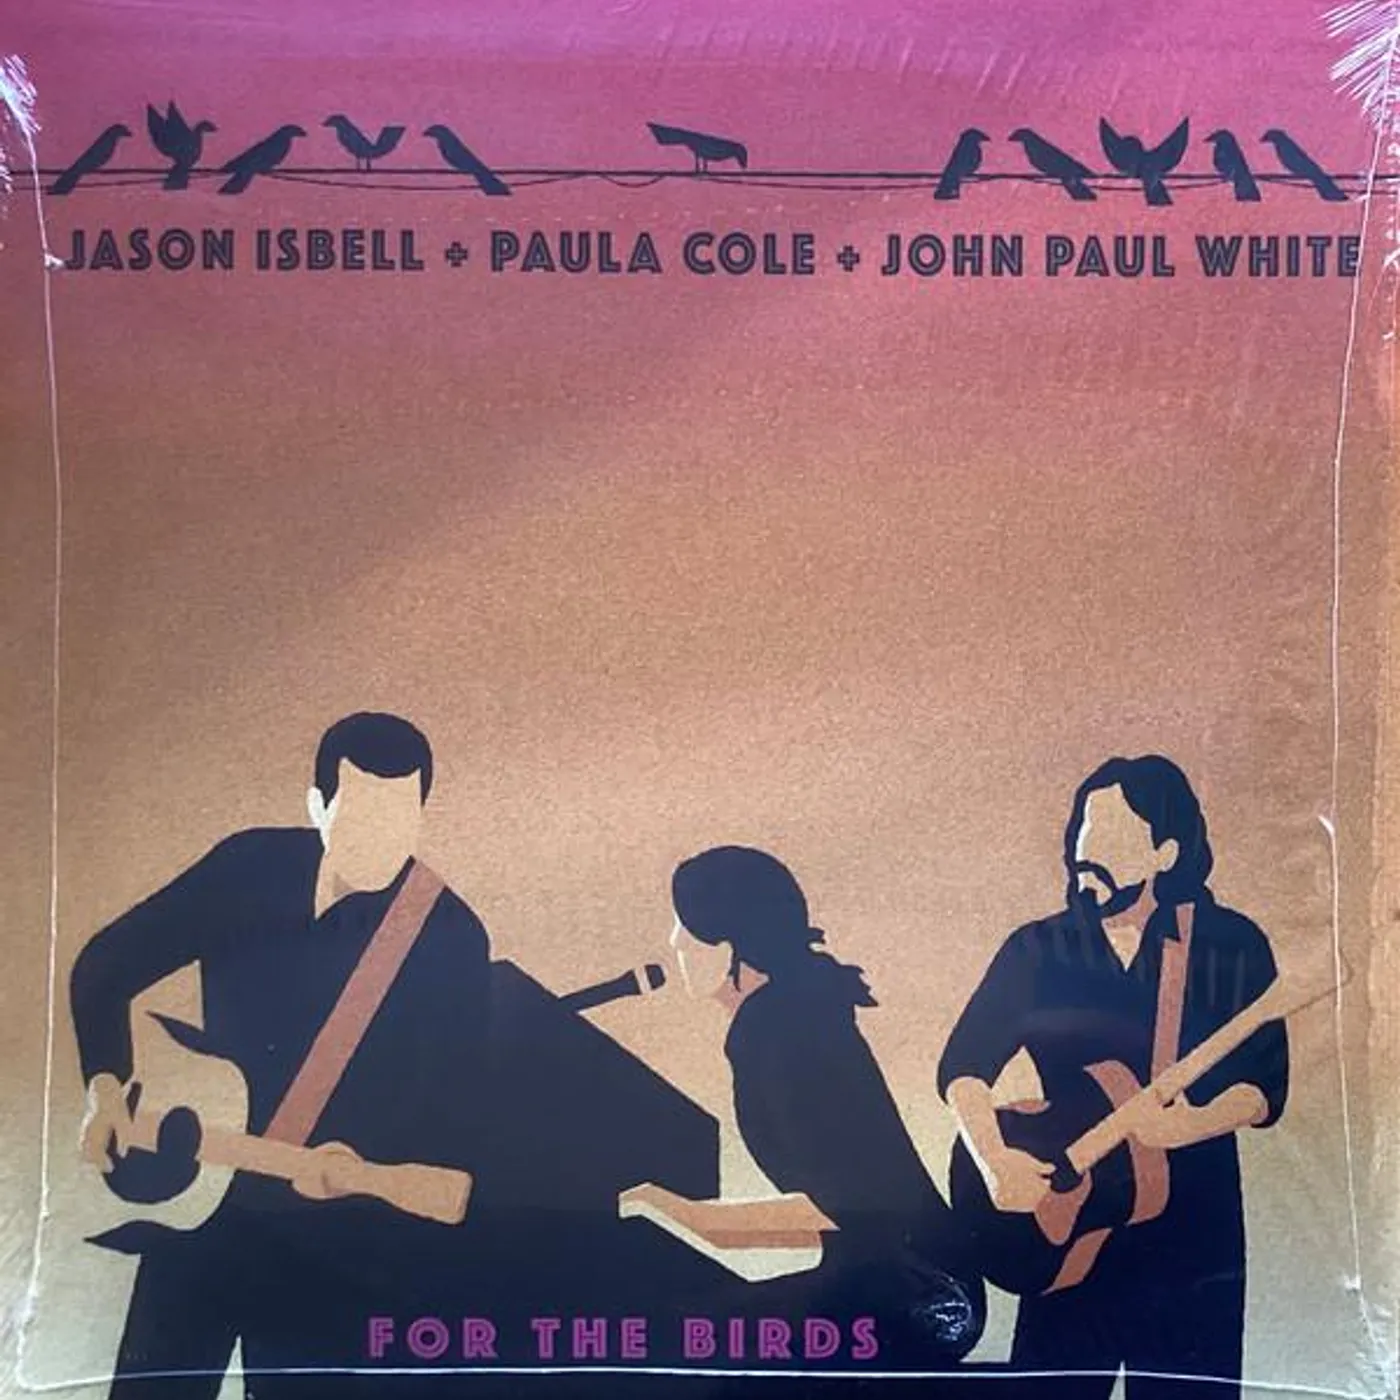 JASON ISBELL + PAULA COLE + JOHN PAUL WHITE
FOR THE BIRDS